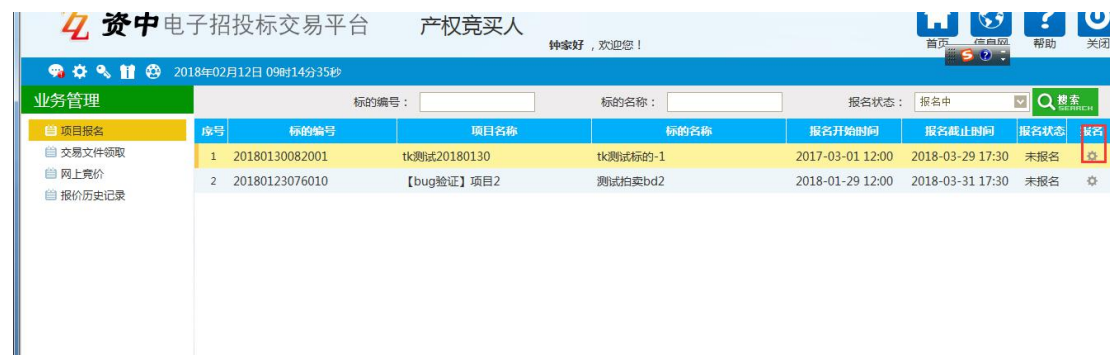 资中电子招投标交易平台 产权竞买人
钟家好，欢迎您！
首页 信息网 帮助 关闭
2018年02月12日 09时14分35秒
业务管理
标的编号： 标的名称： 报名状态： 报名中 搜索 SEARCH
项目报名
交易文件领取
网上竞价
报价历史记录
序号 标的编号 项目名称 标的名称 报名开始时间 报名截止时间 报名状态 报名
1 20180130082001 tk测试20180130 tk测试标的-1 2017-03-01 12:00 2018-03-29 17:30 未报名
2 20180123076010 【bug验证】项目2 测试拍卖bd2 2018-01-29 12:00 2018-03-31 17:30 未报名